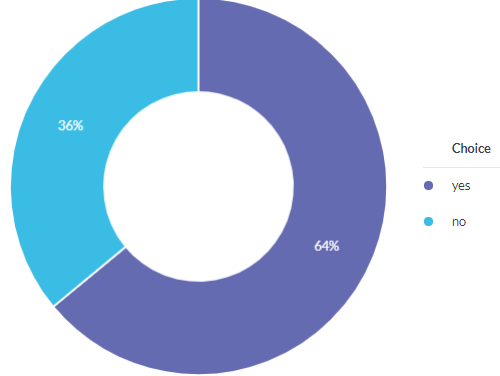 36%
64%
Choice
yes
no